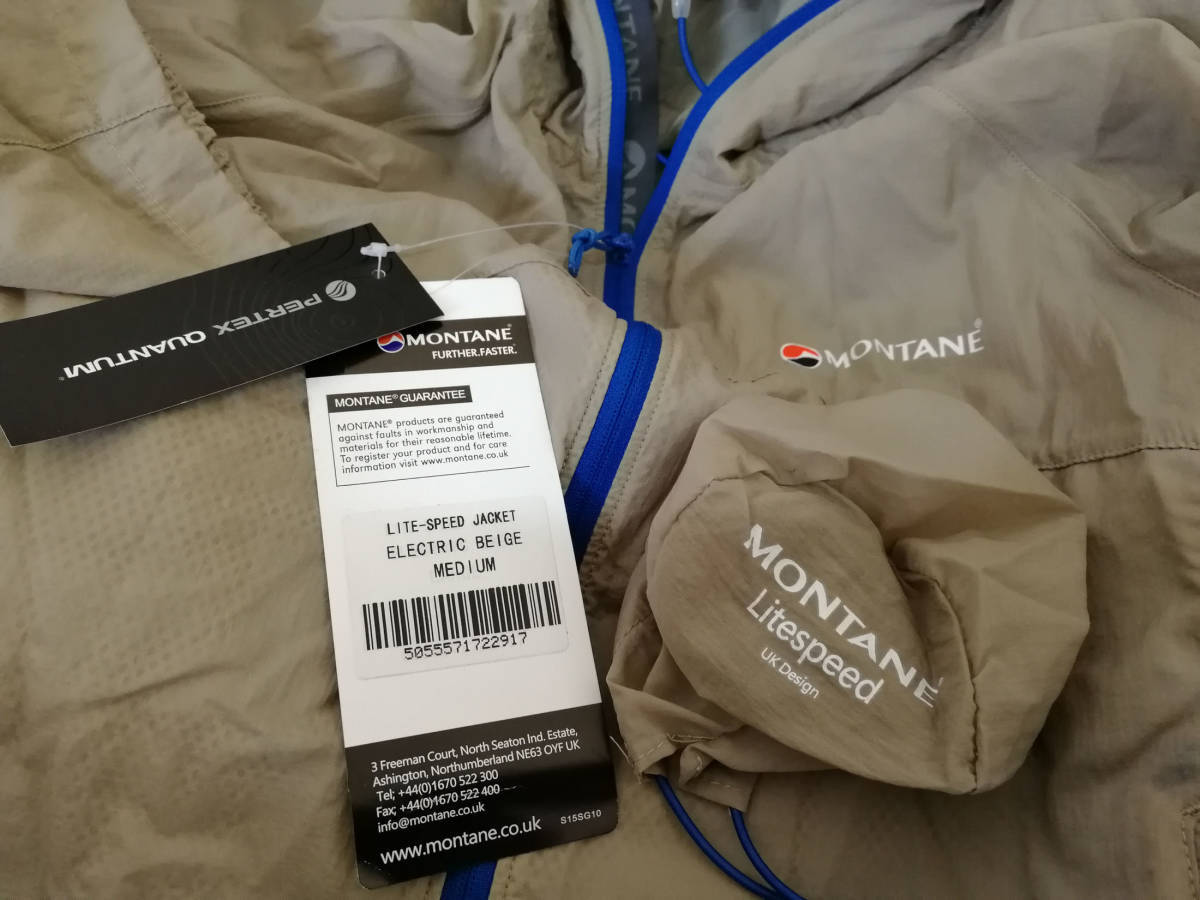 MONTANE
PERTEX QUANTUM®
MONTANE®
FURTHER.FASTER.
MONTANE® GUARANTEE
MONTANE® products are guaranteed
against faults in workmanship and
materials for their reasonable lifetime.
To register your product and for care
information visit www.montane.co.uk
LITE-SPEED JACKET
ELECTRIC BEIGE
MEDIUM
5055571722917
3 Freeman Court, North Seaton Ind. Estate,
Ashington, Northumberland NE63 OYF UK
Tel; +44(0)1670 522 300
Fax; +44(0)1670 522 400
info@montane.co.uk
www.montane.co.uk
S15SG10
MONTANE®
MONTANE®
Litespeed
UK Design